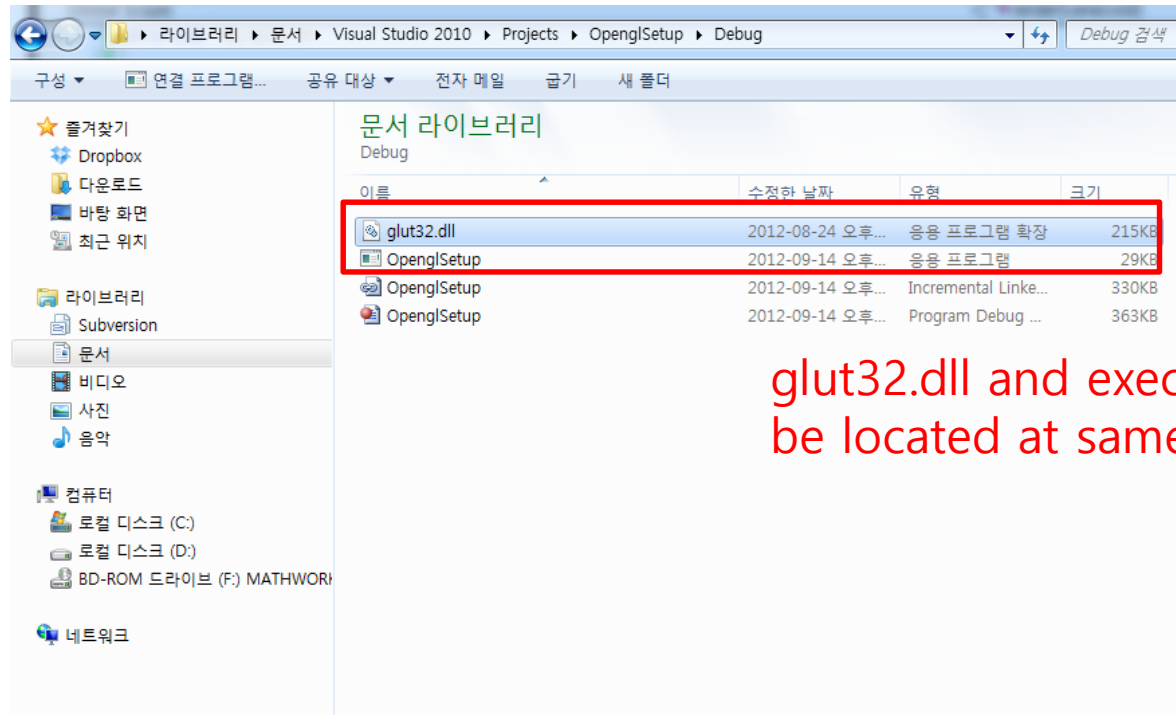 라이브러리 ▸ 문서 ▸ Visual Studio 2010 ▸ Projects ▸ OpenglSetup ▸ Debug
Debug 검색
구성 연결 프로그램... 공유 대상 전자 메일 굽기 새 폴더
즐겨찾기
Dropbox
다운로드
바탕 화면
최근 위치
라이브러리
Subversion
문서
비디오
사진
음악
컴퓨터
로컬 디스크 (C:)
로컬 디스크 (D:)
BD-ROM 드라이브 (F:) MATHWORK
네트워크
문서 라이브러리
Debug
이름 수정한 날짜 유형 크기
glut32.dll 2012-08-24 오후... 응용 프로그램 확장 215KB
OpenglSetup 2012-09-14 오후... 응용 프로그램 29KB
OpenglSetup 2012-09-14 오후... Incremental Linke... 330KB
OpenglSetup 2012-09-14 오후... Program Debug ... 363KB
glut32.dll and exec
be located at same